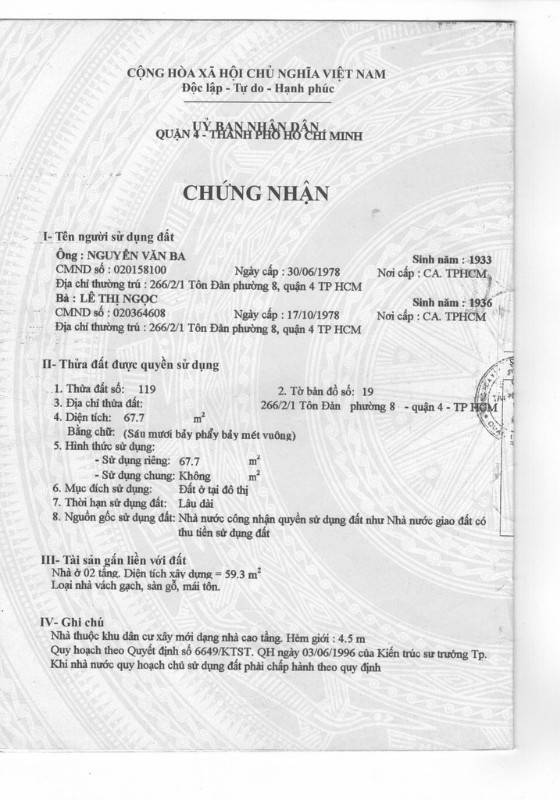 CỘNG HÒA XÃ HỘI CHỦ NGHĨA VIỆT NAM
Độc lập - Tự do - Hạnh phúc
UỶ BAN NHÂN DÂN
QUẬN 4 - THÀNH PHỐ HỒ CHÍ MINH
CHỨNG NHẬN
I- Tên người sử dụng đất
Ông : NGUYỄN VĂN BA Sinh năm : 1933
CMND số : 020158100 Ngày cấp : 30/06/1978 Nơi cấp : CA. TPHCM
Địa chỉ thường trú : 266/2/1 Tôn Đản phường 8, quận 4 TP HCM
Bà : LÊ THỊ NGỌC Sinh năm : 1936
CMND số : 020364608 Ngày cấp : 17/10/1978 Nơi cấp : CA. TPHCM
Địa chỉ thường trú : 266/2/1 Tôn Đản phường 8, quận 4 TP HCM
II- Thửa đất được quyền sử dụng
1. Thửa đất số: 119 2. Tờ bản đồ số: 19
3. Địa chỉ thửa đất: 266/2/1 Tôn Đản phường 8 - quận 4 - TP HCM
4. Diện tích: 67.7 m²
Bằng chữ: (Sáu mươi bảy phẩy bảy mét vuông)
5. Hình thức sử dụng:
- Sử dụng riêng: 67.7 m²
- Sử dụng chung: Không m²
6. Mục đích sử dụng: Đất ở tại đô thị
7. Thời hạn sử dụng đất: Lâu dài
8. Nguồn gốc sử dụng đất: Nhà nước công nhận quyền sử dụng đất như Nhà nước giao đất có
thu tiền sử dụng đất
III- Tài sản gắn liền với đất
Nhà ở 02 tầng. Diện tích xây dựng = 59.3 m²
Loại nhà vách gạch, sàn gỗ, mái tôn.
IV- Ghi chú
Nhà thuộc khu dân cư xây mới dạng nhà cao tầng. Hẻm giới : 4.5 m
Quy hoạch theo Quyết định số 6649/KTST. QH ngày 03/06/1996 của Kiến trúc sư trưởng Tp.
Khi nhà nước quy hoạch chủ sử dụng đất phải chấp hành theo quy định